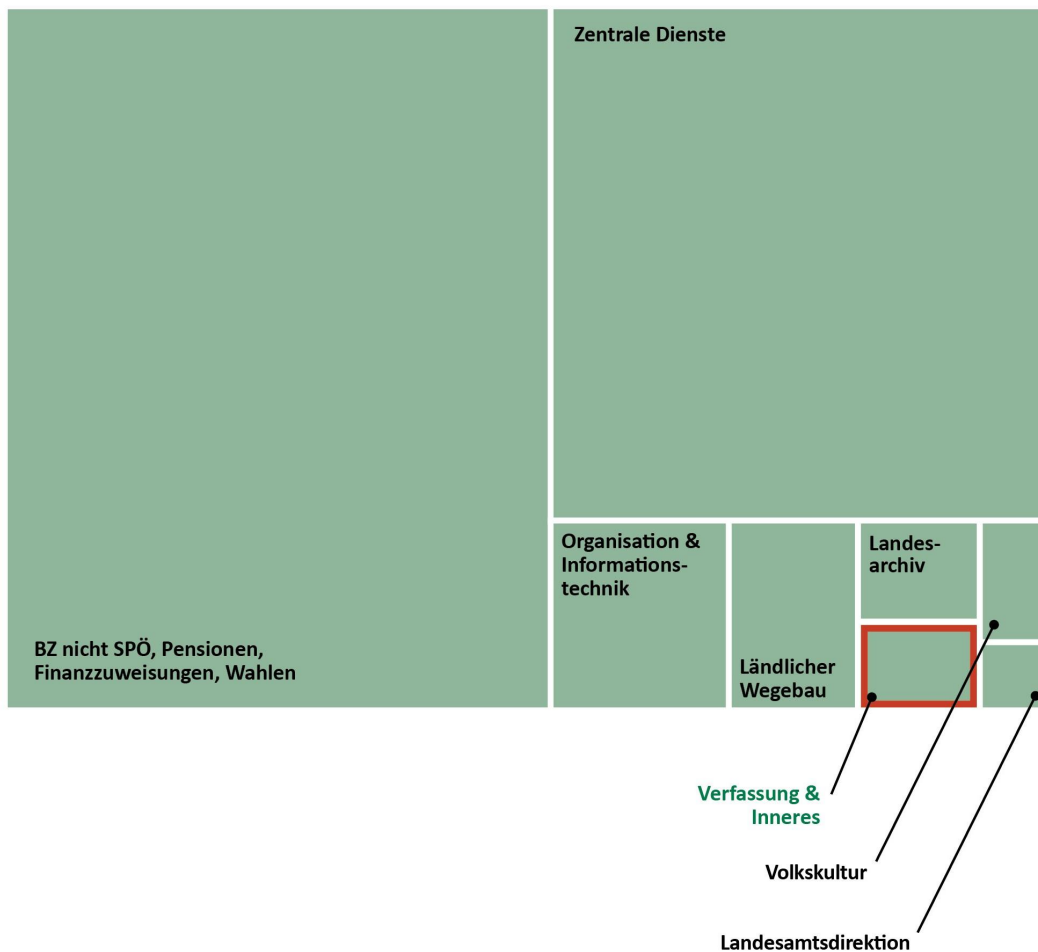 Zentrale Dienste
BZ nicht SPÖ, Pensionen,
Finanzzuweisungen, Wahlen
Organisation &
Informations-
technik
Ländlicher
Wegebau
Landes-
archiv
Verfassung &
Inneres
Volkskultur
Landesamtsdirektion